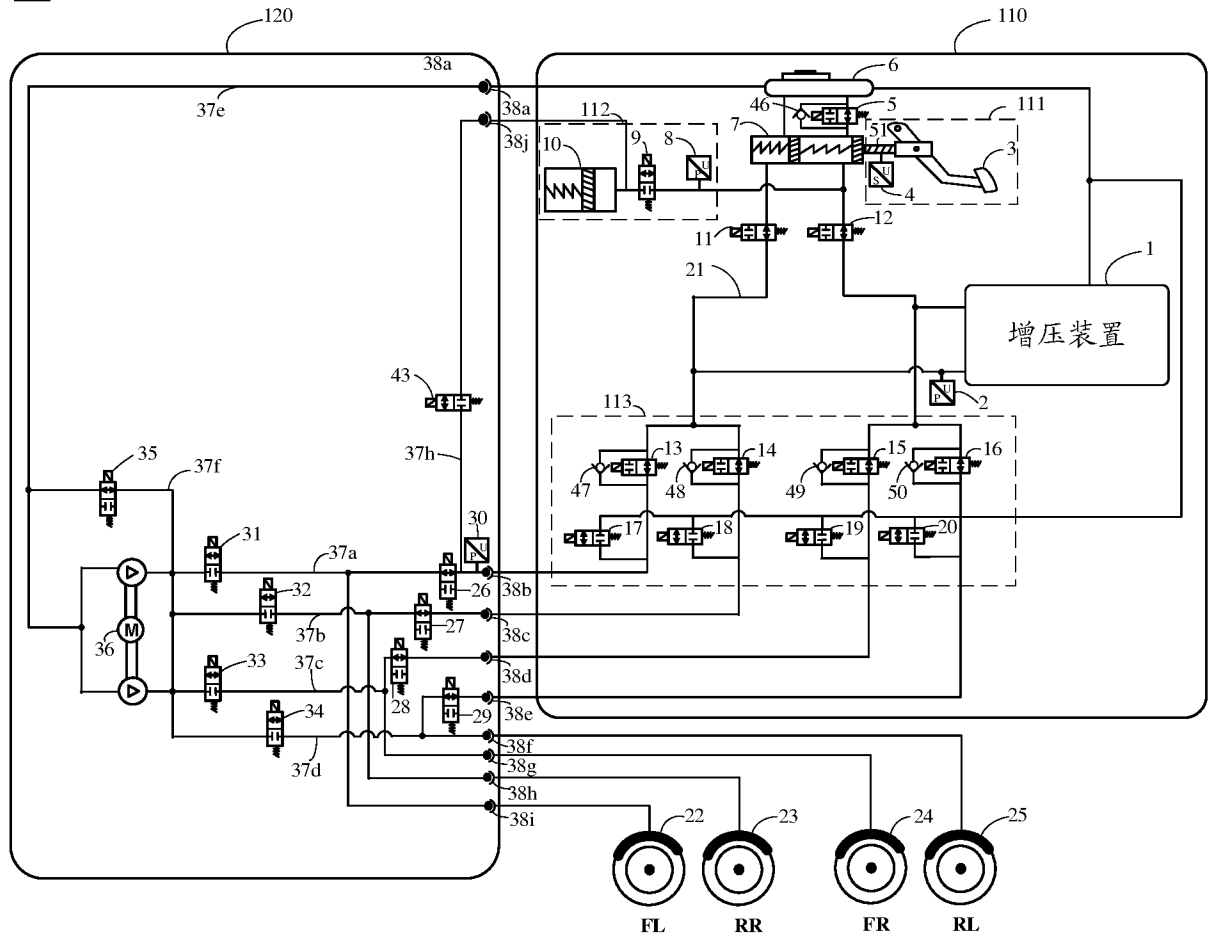 120
110
38a
6
37e
38a
46
5
111
112
7
51
9
8
38j
10
3
U
P
U
S
4
11
12
21
1
增压装置
43
U
P
2
113
37h
13
14
15
16
35
37f
47
48
49
50
30
U
P
17
18
19
20
31
37a
32
26
38b
M
36
37b
27
38c
33
37c
38d
28
34
29
38e
37d
38f
38g
38h
38i
22
23
24
25
FL
RR
FR
RL